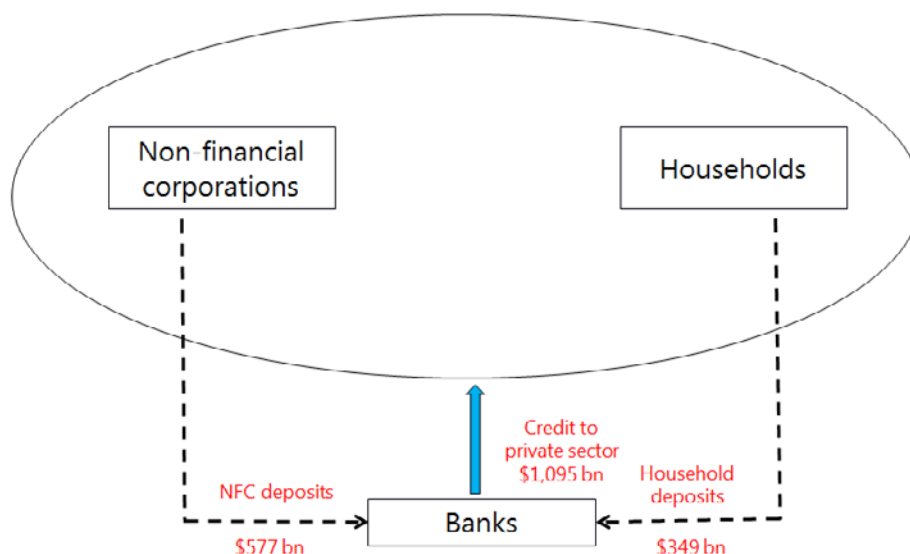 Non-financial
corporations
Households
Credit to
private sector
$1,095 bn
NFC deposits
Household
deposits
Banks
$577 bn
$349 bn